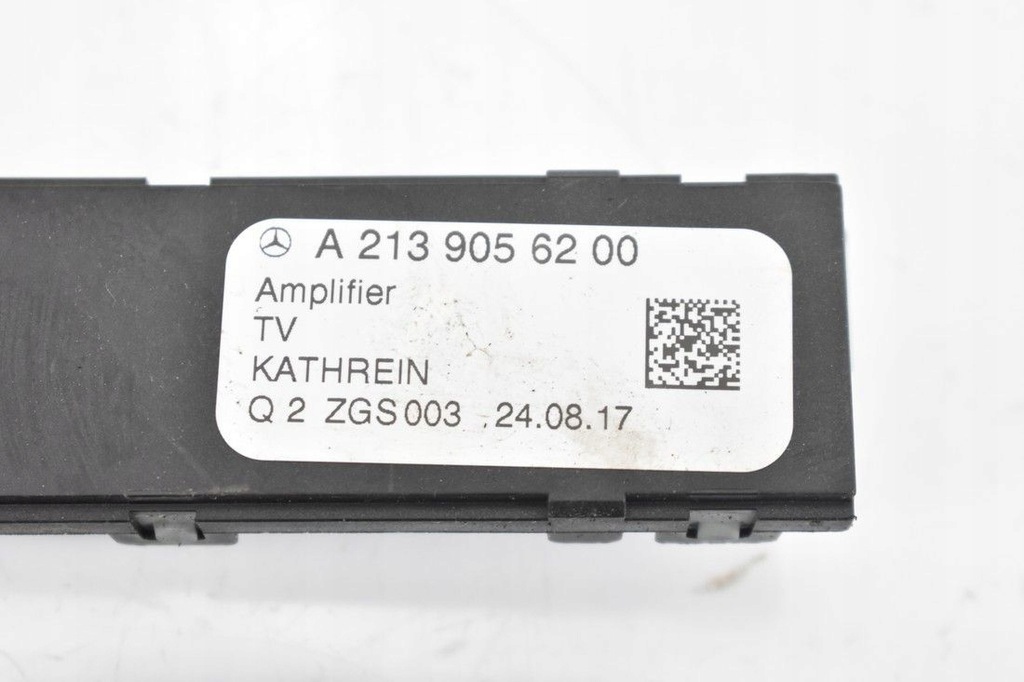 A 213 905 62 00
Amplifier
TV
KATHREIN
Q 2 ZGS003 24.08.17